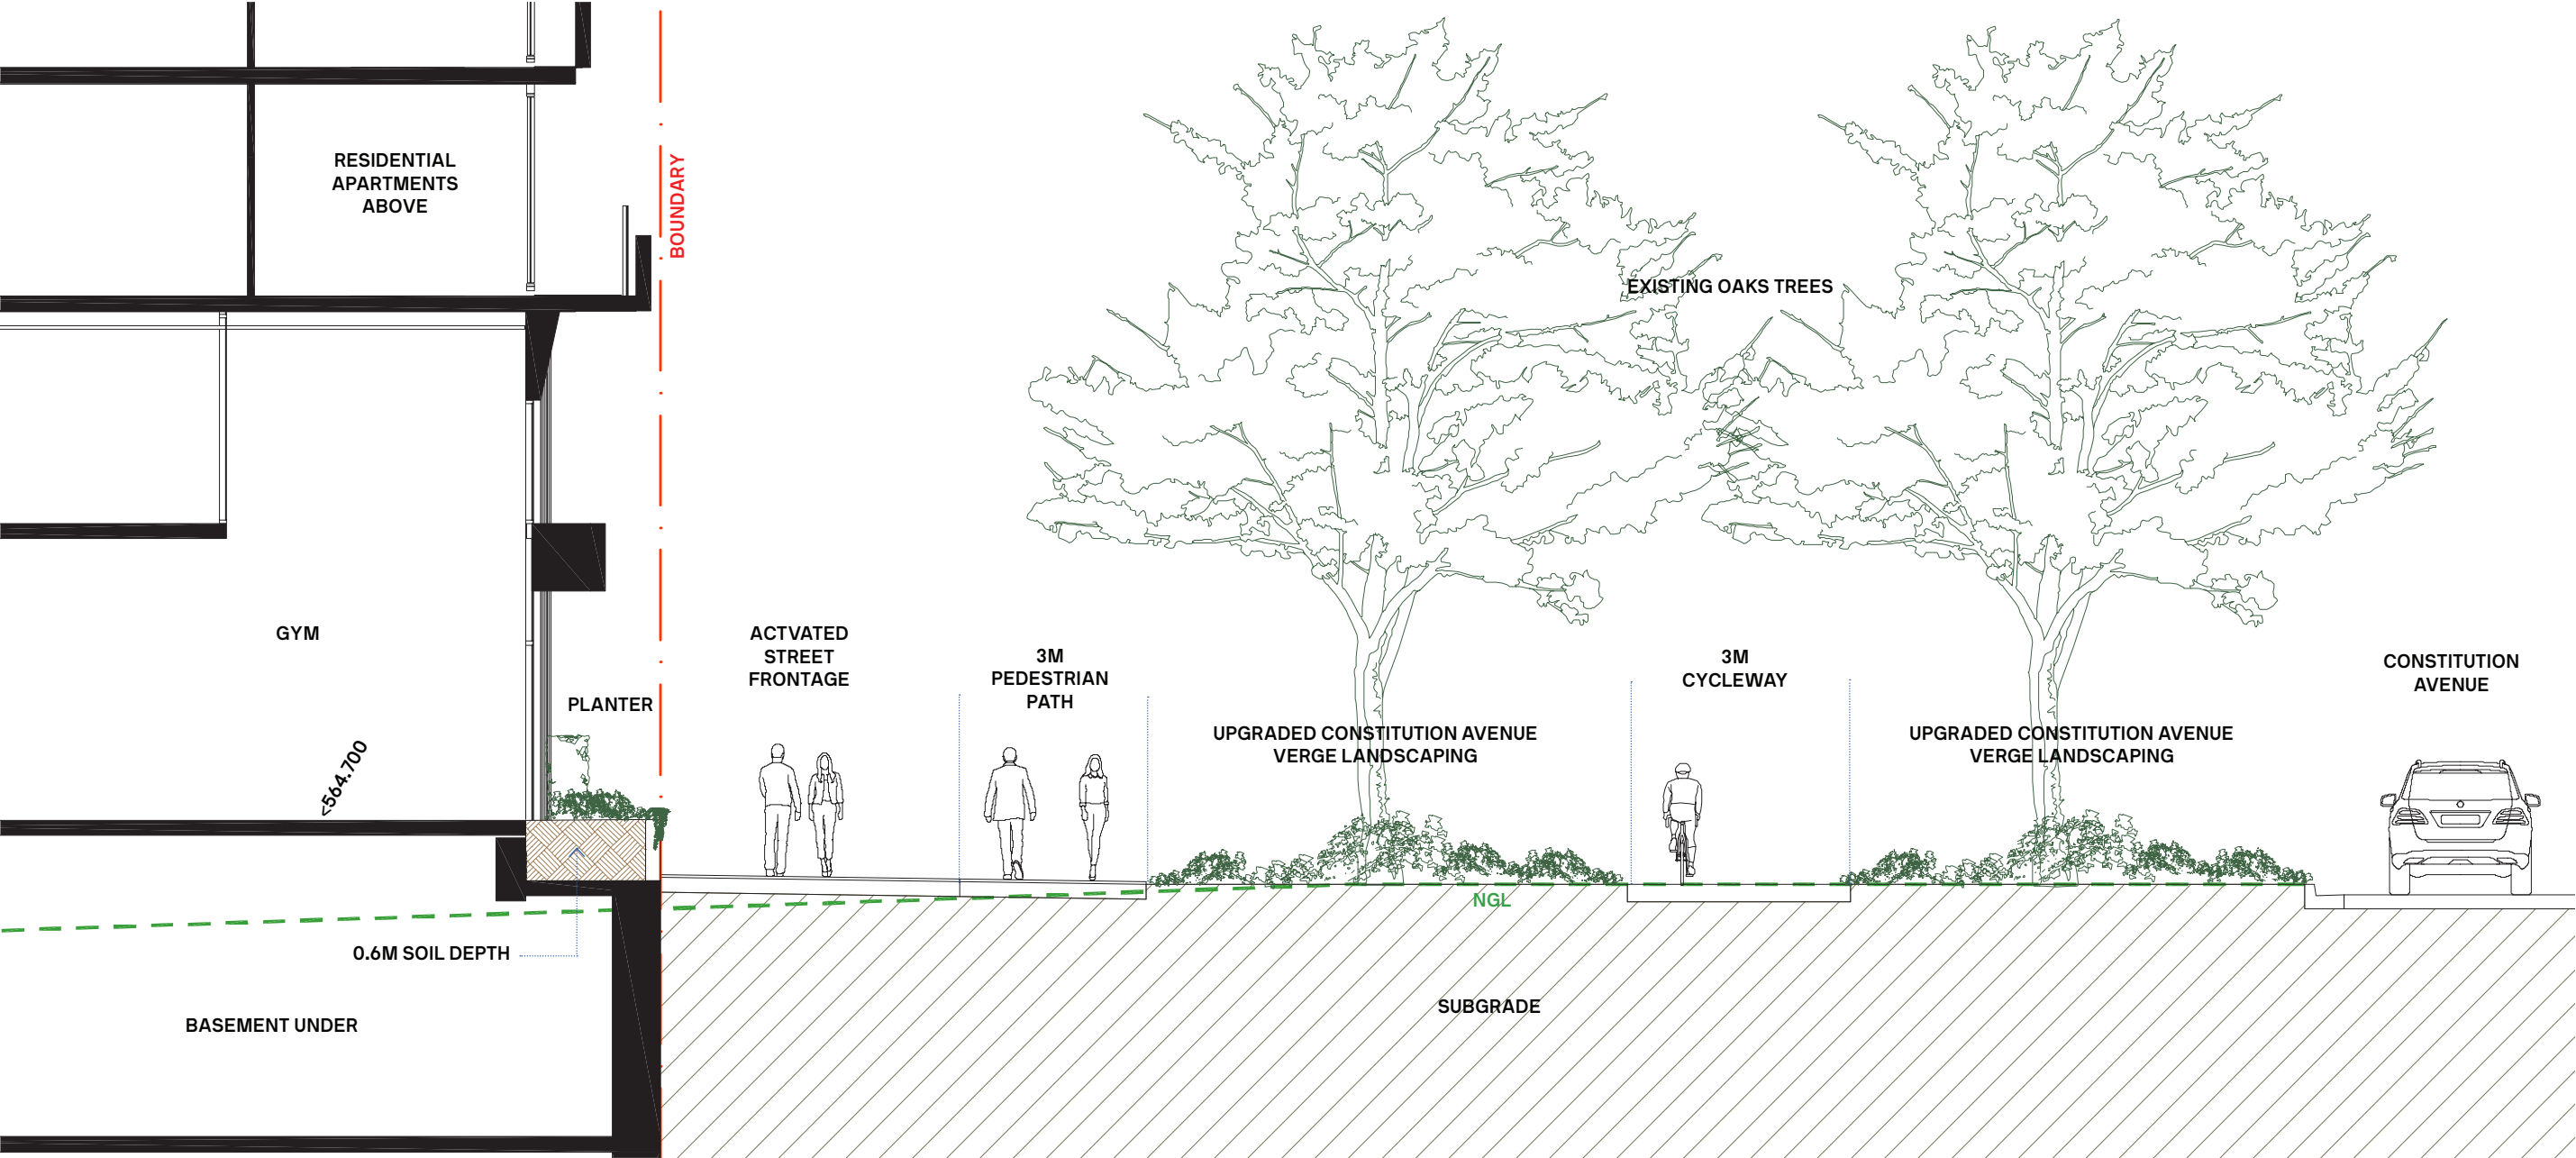 RESIDENTIAL
APARTMENTS
ABOVE
BOUNDARY
EXISTING OAKS TREES
GYM
ACTVATED
STREET
FRONTAGE
3M
PEDESTRIAN
PATH
3M
CYCLEWAY
CONSTITUTION
AVENUE
PLANTER
UPGRADED CONSTITUTION AVENUE
VERGE LANDSCAPING
UPGRADED CONSTITUTION AVENUE
VERGE LANDSCAPING
<564.700
NGL
0.6M SOIL DEPTH
SUBGRADE
BASEMENT UNDER